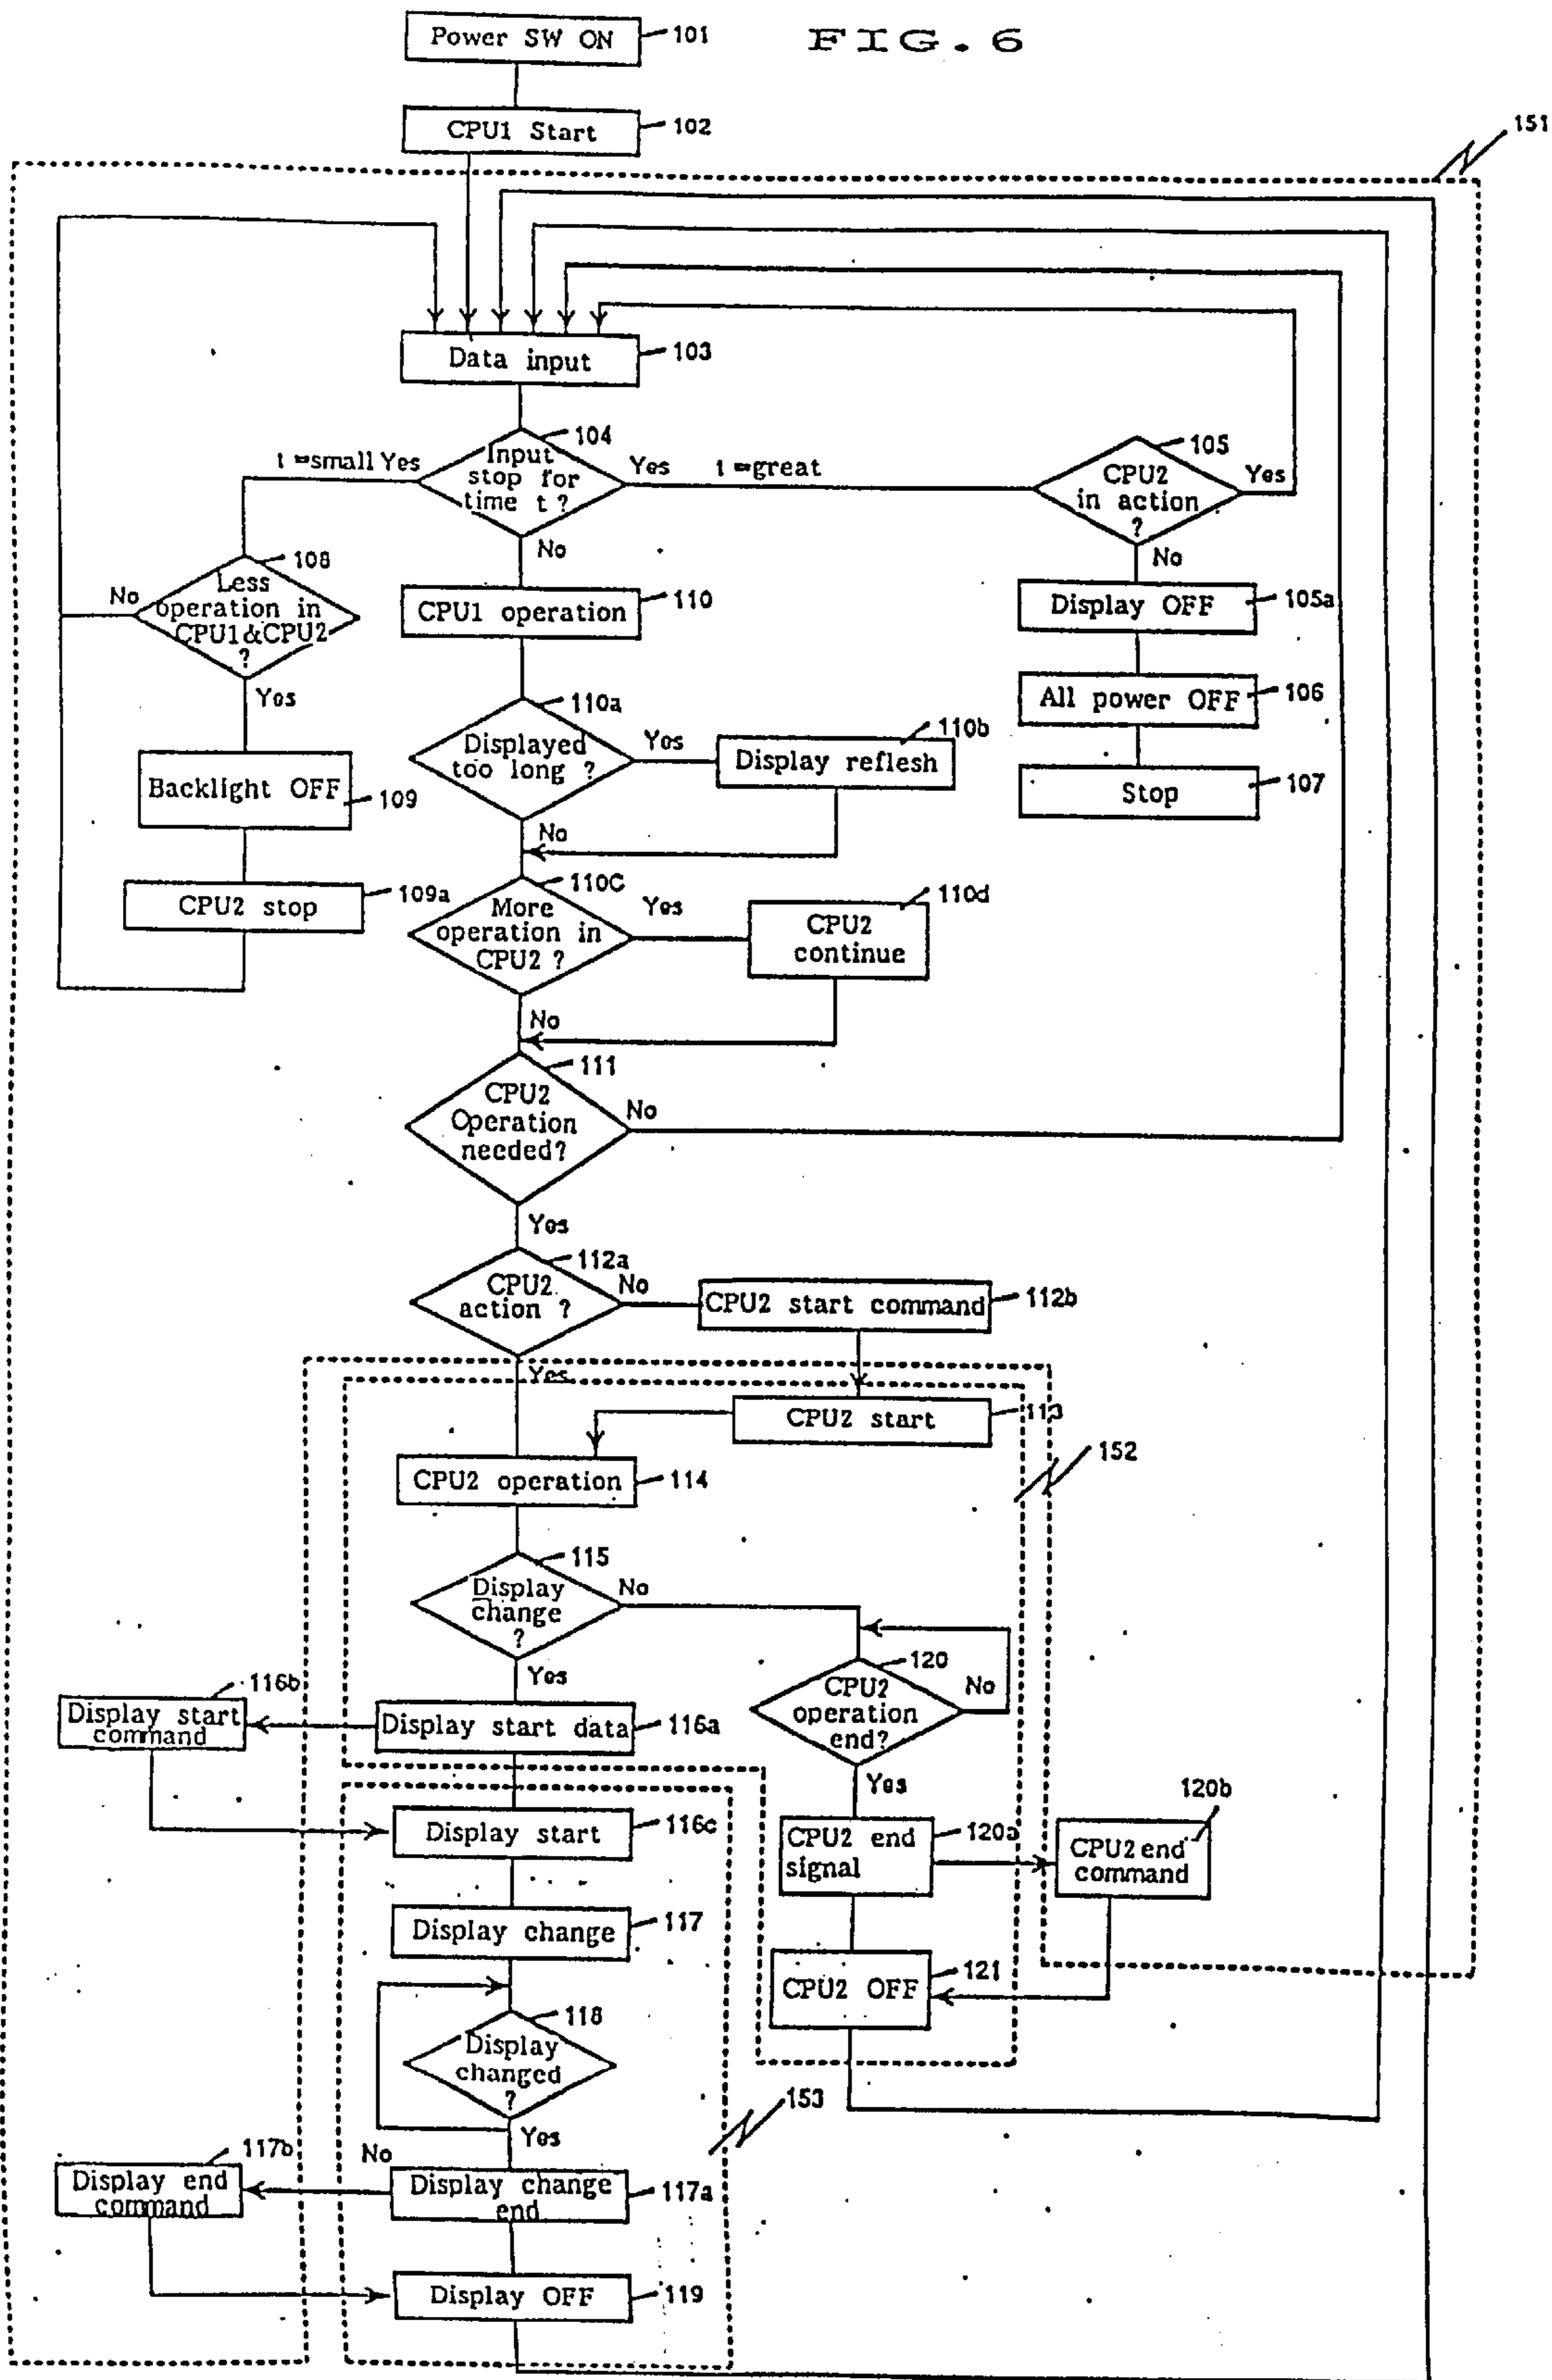 FIG. 6
Power SW ON
101
CPU1 Start
102
151
Data input
103
104
Input
stop for
time t ?
t =small Yes
Yes
t =great
No
105
CPU2
in action
?
Yes
No
108
Less
operation in
CPU1&CPU2
?
No
Yes
CPU1 operation
110
Display OFF
105a
All power OFF
106
Stop
107
110a
Displayed
too long ?
Yes
No
110b
Display reflesh
Backlight OFF
109
CPU2 stop
109a
110C
More
operation in
CPU2 ?
Yes
No
110d
CPU2
continue
111
CPU2
Operation
needed?
No
Yes
112a
CPU2
action ?
No
Yes
CPU2 start command
112b
CPU2 start
113
152
CPU2 operation
114
115
Display
change
?
No
Yes
120
CPU2
operation
end?
No
Yes
116b
Display start
command
Display start data
116a
Display start
116c
CPU2 end
signal
120a
120b
CPU2 end
command
Display change
117
CPU2 OFF
121
118
Display
changed
?
Yes
No
153
117b
Display end
command
Display change
end
117a
Display OFF
119